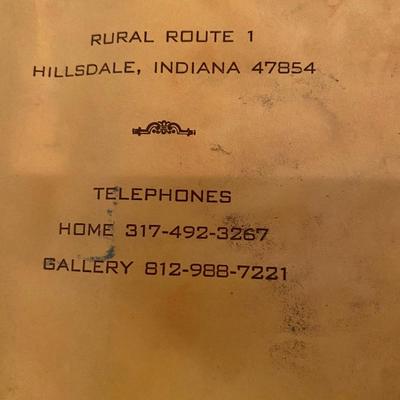 RURAL ROUTE 1
HILLSDALE, INDIANA 47854
TELEPHONES
HOME 317-492-3267
GALLERY 812-988-7221